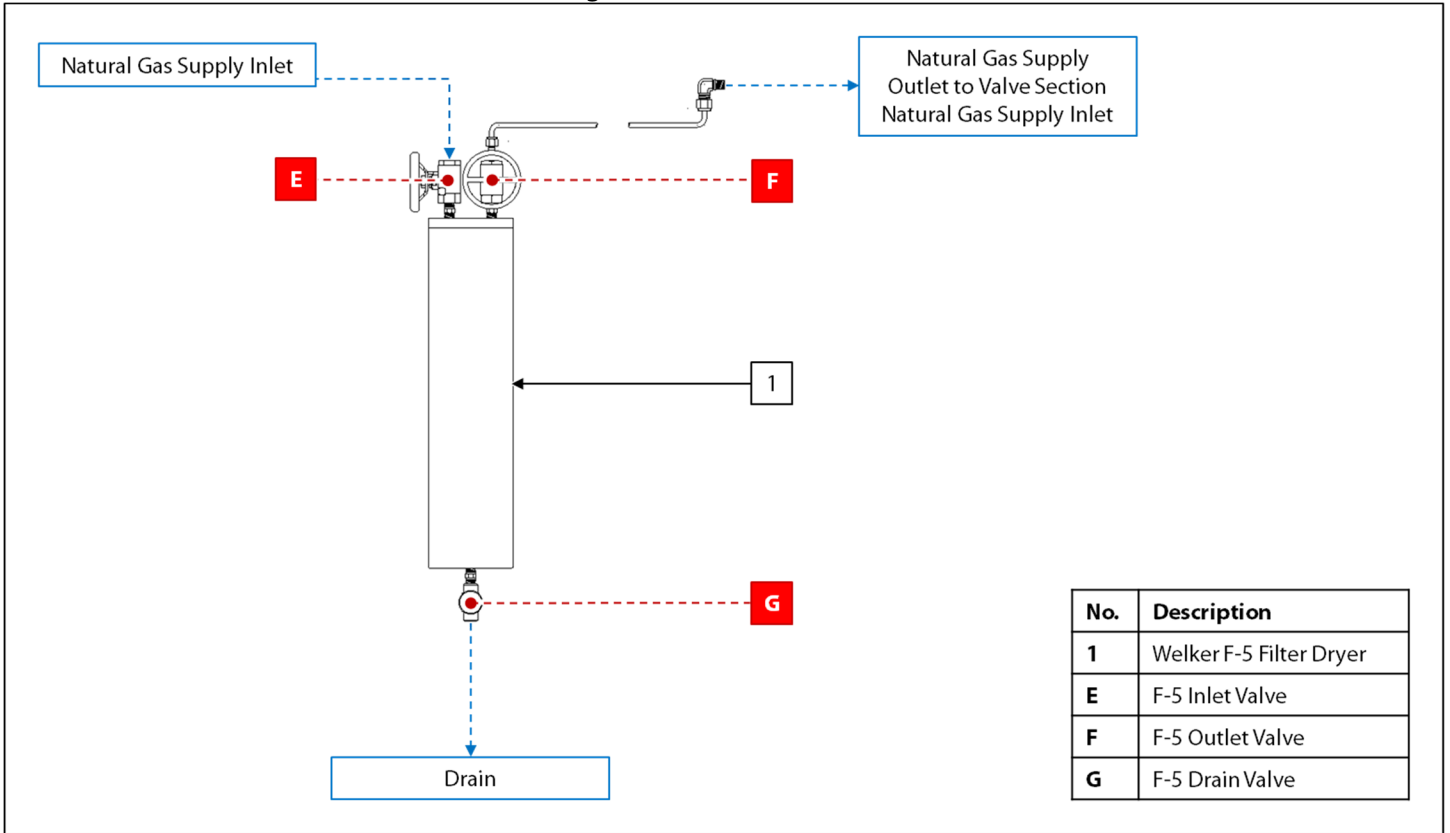 Natural Gas Supply Inlet
Natural Gas Supply
Outlet to Valve Section
Natural Gas Supply Inlet
E
F
1
G
Drain
No. Description
1 Welker F-5 Filter Dryer
E F-5 Inlet Valve
F F-5 Outlet Valve
G F-5 Drain Valve